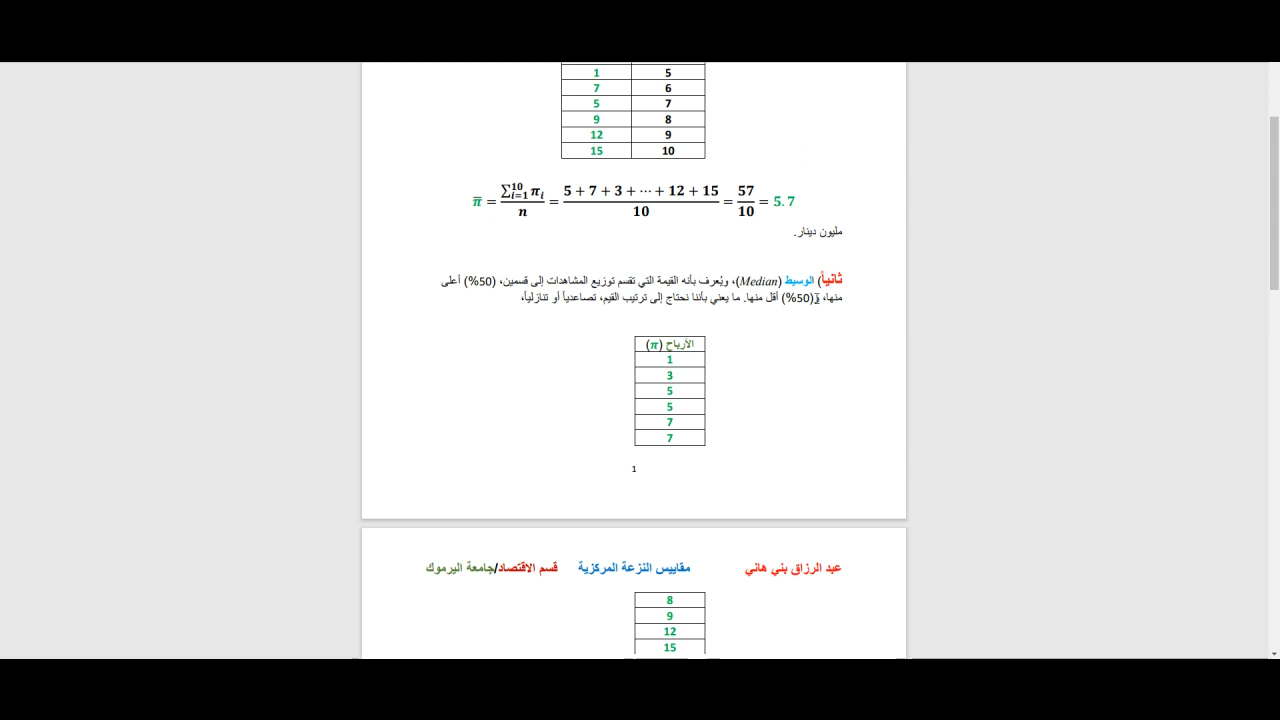 1 5
7 6
5 7
9 8
12 9
15 10
π̄ = ∑¹⁰ᵢ₌₁ πᵢ / n = 5 + 7 + 3 + ⋯ + 12 + 15 / 10 = 57 / 10 = 5.7
مليون دينار.
ثانياً) الوسيط (Median)، ويُعرف بأنه القيمة التي تقسم توزيع المشاهدات إلى قسمين، (50%) أعلى
منها، و(50%) أقل منها. ما يعني بأننا نحتاج إلى ترتيب القيم، تصاعدياً أو تنازلياً،
الأرباح (π)
1
3
5
5
7
7
1
عبد الرزاق بني هاني مقاييس النزعة المركزية قسم الاقتصاد/جامعة اليرموك
8
9
12
15